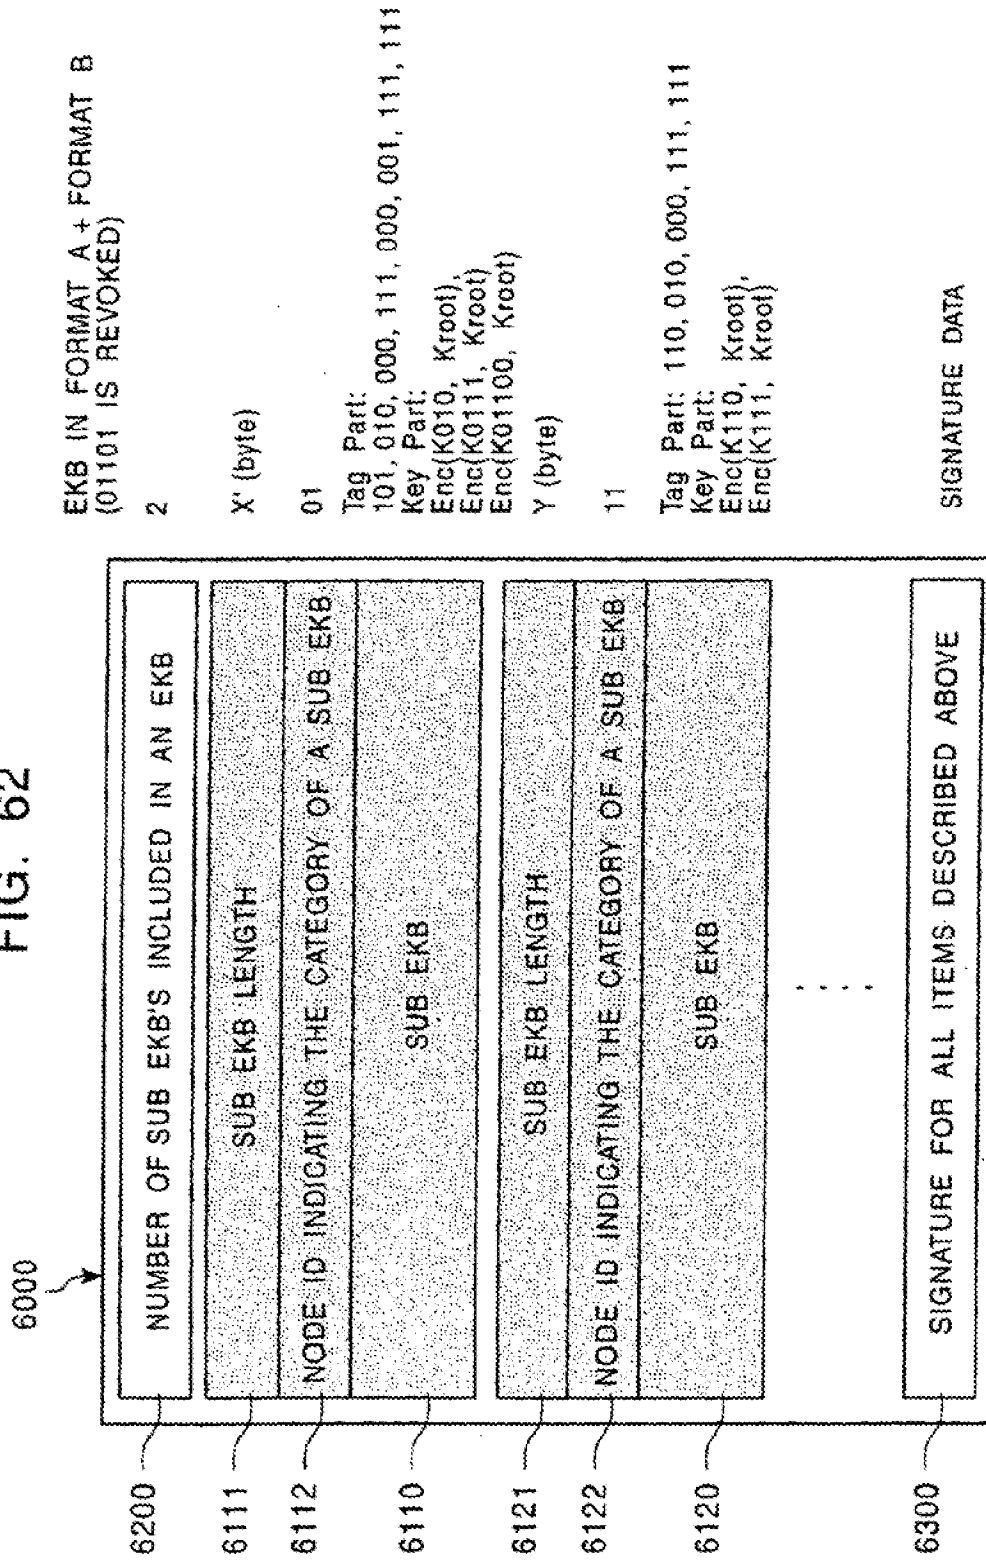 FIG. 62
6000
EKB IN FORMAT A + FORMAT B
(01101 IS REVOKED)
6200
NUMBER OF SUB EKB'S INCLUDED IN AN EKB
2
6111
SUB EKB LENGTH
X' (byte)
6112
NODE ID INDICATING THE CATEGORY OF A SUB EKB
01
6110
SUB EKB
Tag Part:
101, 010, 000, 111, 000, 001, 111, 111
Key Part:
Enc(K010, Kroot),
Enc(K0111, Kroot)
Enc(K01100, Kroot)
6121
SUB EKB LENGTH
Y (byte)
6122
NODE ID INDICATING THE CATEGORY OF A SUB EKB
11
6120
SUB EKB
Tag Part: 110, 010, 000, 111, 111
Key Part:
Enc(K110, Kroot),
Enc(K111, Kroot)
6300
SIGNATURE FOR ALL ITEMS DESCRIBED ABOVE
SIGNATURE DATA